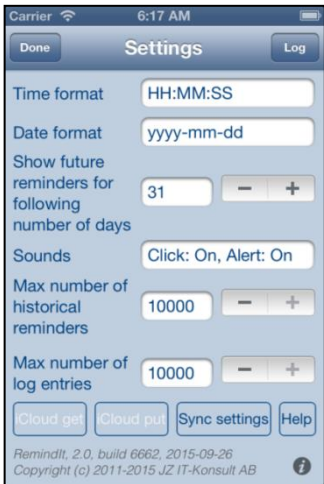 Carrier 6:17 AM
Done Settings Log
Time format HH:MM:SS
Date format yyyy-mm-dd
Show future
reminders for
following
number of days
31 − +
Sounds Click: On, Alert: On
Max number of
historical
reminders
10000 − +
Max number of
log entries
10000 − +
iCloud get iCloud put Sync settings Help
RemindIt, 2.0, build 6662, 2015-09-26
Copyright (c) 2011-2015 JZ IT-Konsult AB